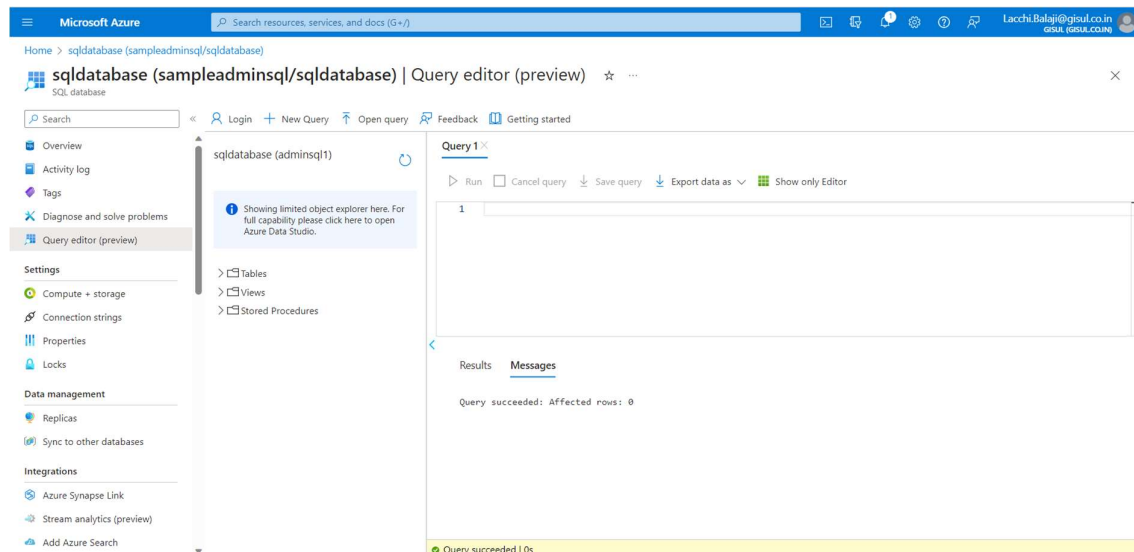 Microsoft Azure
Search resources, services, and docs (G+/)
1
Lacchi.Balaji@gisul.co.in
GISUL (GISUL.CO.IN)
Home > sqldatabase (sampleadminsql/sqldatabase)
sqldatabase (sampleadminsql/sqldatabase) | Query editor (preview)
SQL database
Search
Login
New Query
Open query
Feedback
Getting started
Overview
Activity log
Tags
Diagnose and solve problems
Query editor (preview)
Settings
Compute + storage
Connection strings
Properties
Locks
Data management
Replicas
Sync to other databases
Integrations
Azure Synapse Link
Stream analytics (preview)
Add Azure Search
sqldatabase (adminsql1)
Showing limited object explorer here. For
full capability please click here to open
Azure Data Studio.
Tables
Views
Stored Procedures
Query 1
Run
Cancel query
Save query
Export data as
Show only Editor
1
Results
Messages
Query succeeded: Affected rows: 0
Query succeeded | 0s